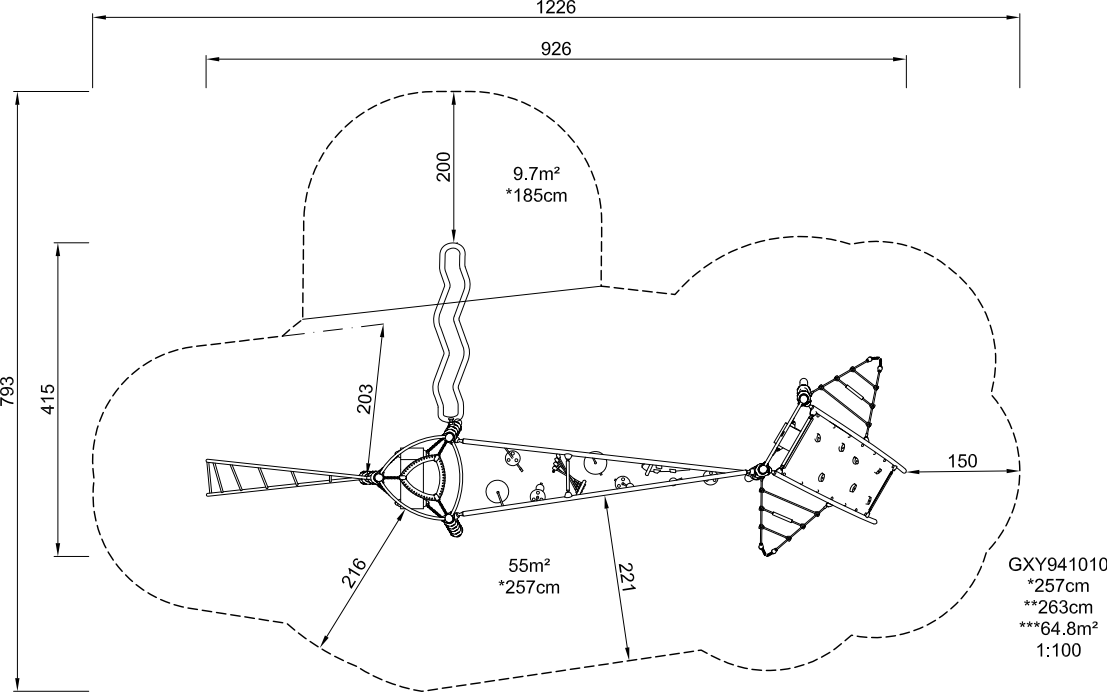 1226
926
200
9.7m²
*185cm
793
415
203
150
216
55m²
*257cm
221
GXY941010
*257cm
**263cm
***64.8m²
1:100